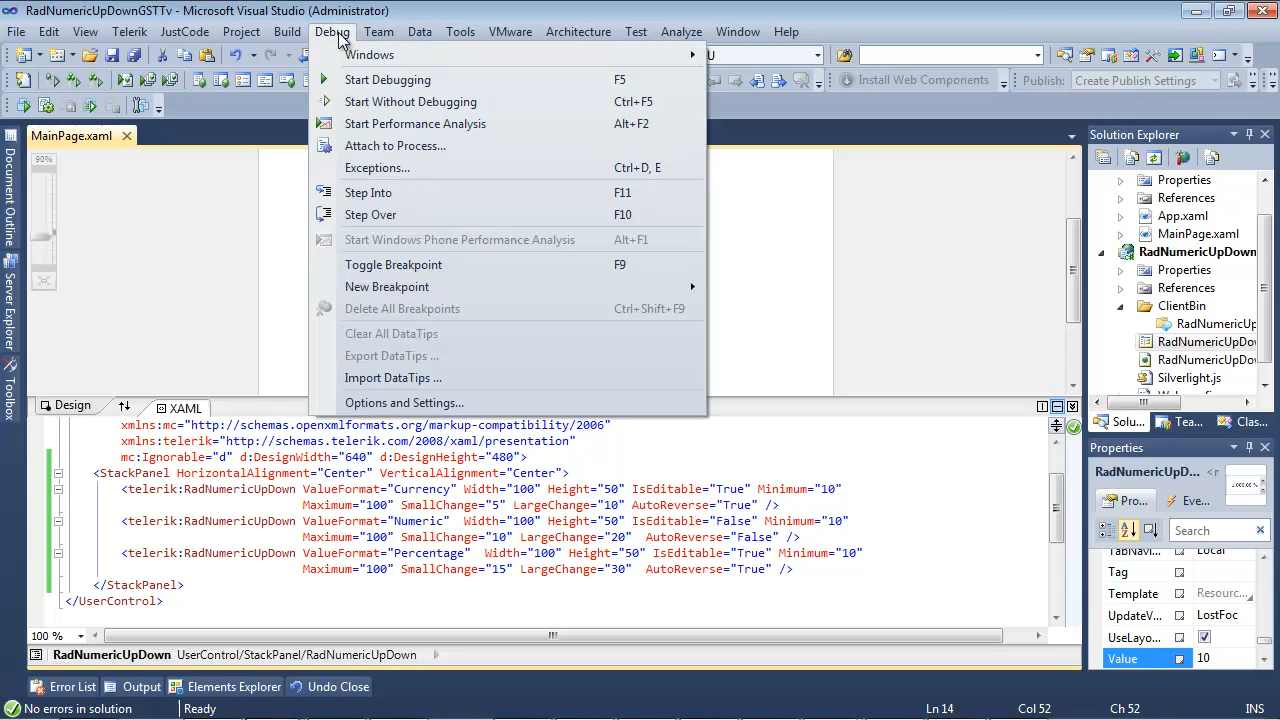 RadNumericUpDownGSTTv - Microsoft Visual Studio (Administrator)
File Edit View Telerik JustCode Project Build Debug Team Data Tools VMware Architecture Test Analyze Window Help
Windows
Start Debugging F5
Start Without Debugging Ctrl+F5
Start Performance Analysis Alt+F2
Attach to Process...
Exceptions... Ctrl+D, E
Step Into F11
Step Over F10
Start Windows Phone Performance Analysis Alt+F1
Toggle Breakpoint F9
New Breakpoint
Delete All Breakpoints Ctrl+Shift+F9
Clear All DataTips
Export DataTips ...
Import DataTips ...
Options and Settings...
U
Install Web Components
Publish: Create Publish Settings
MainPage.xaml
90%
Document Outline
Server Explorer
Toolbox
Design
XAML
xmlns:mc="http://schemas.openxmlformats.org/markup-compatibility/2006"
xmlns:telerik="http://schemas.telerik.com/2008/xaml/presentation"
mc:Ignorable="d" d:DesignWidth="640" d:DesignHeight="480">
<StackPanel HorizontalAlignment="Center" VerticalAlignment="Center">
<telerik:RadNumericUpDown ValueFormat="Currency" Width="100" Height="50" IsEditable="True" Minimum="10"
Maximum="100" SmallChange="5" LargeChange="10" AutoReverse="True" />
<telerik:RadNumericUpDown ValueFormat="Numeric" Width="100" Height="50" IsEditable="False" Minimum="10"
Maximum="100" SmallChange="10" LargeChange="20" AutoReverse="False" />
<telerik:RadNumericUpDown ValueFormat="Percentage" Width="100" Height="50" IsEditable="True" Minimum="10"
Maximum="100" SmallChange="15" LargeChange="30" AutoReverse="True" />
</StackPanel>
</UserControl>
100 %
RadNumericUpDown UserControl/StackPanel/RadNumericUpDown
Solution Explorer
Properties
References
App.xaml
MainPage.xaml
RadNumericUpDown
Properties
References
ClientBin
RadNumericUp
RadNumericUpDo
RadNumericUpDo
Silverlight.js
Solu... Tea... Class...
Properties
RadNumericUpD... <r
Pro... Eve...
Search
Local
Tag
Template Resourc...
UpdateV... LostFoc
UseLayo...
Value 10
Error List Output Elements Explorer Undo Close
No errors in solution Ready Ln 14 Col 52 Ch 52 INS